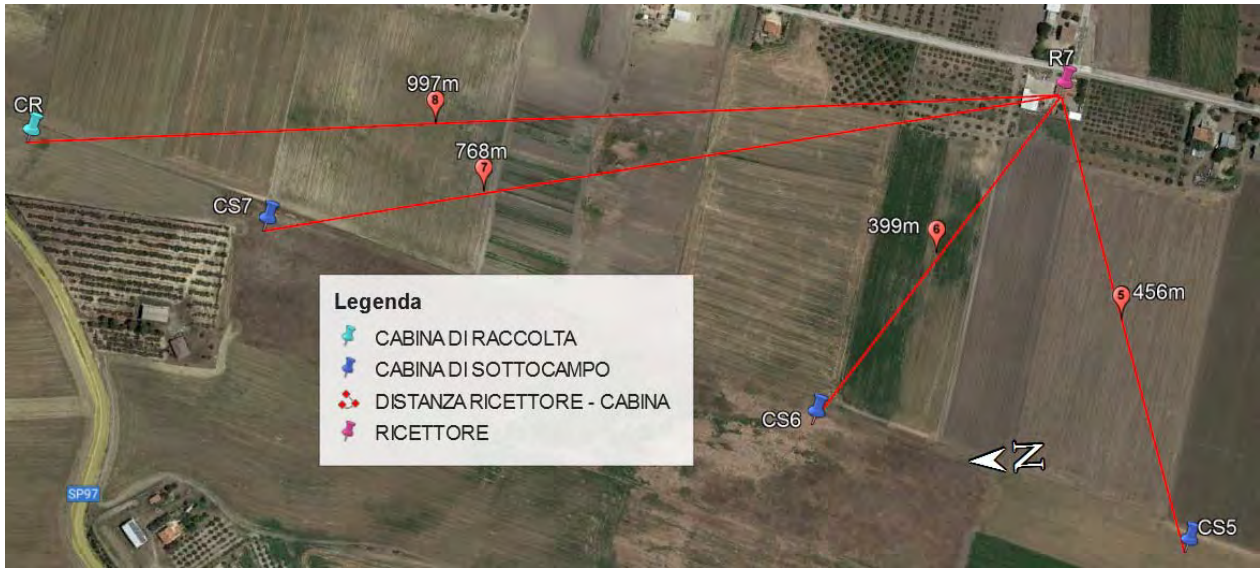 R7
997m
8
CR
768m
7
CS7
399m
6
456m
5
Legenda
CABINA DI RACCOLTA
CABINA DI SOTTOCAMPO
DISTANZA RICETTORE - CABINA
RICETTORE
CS6
N
SP97
CS5